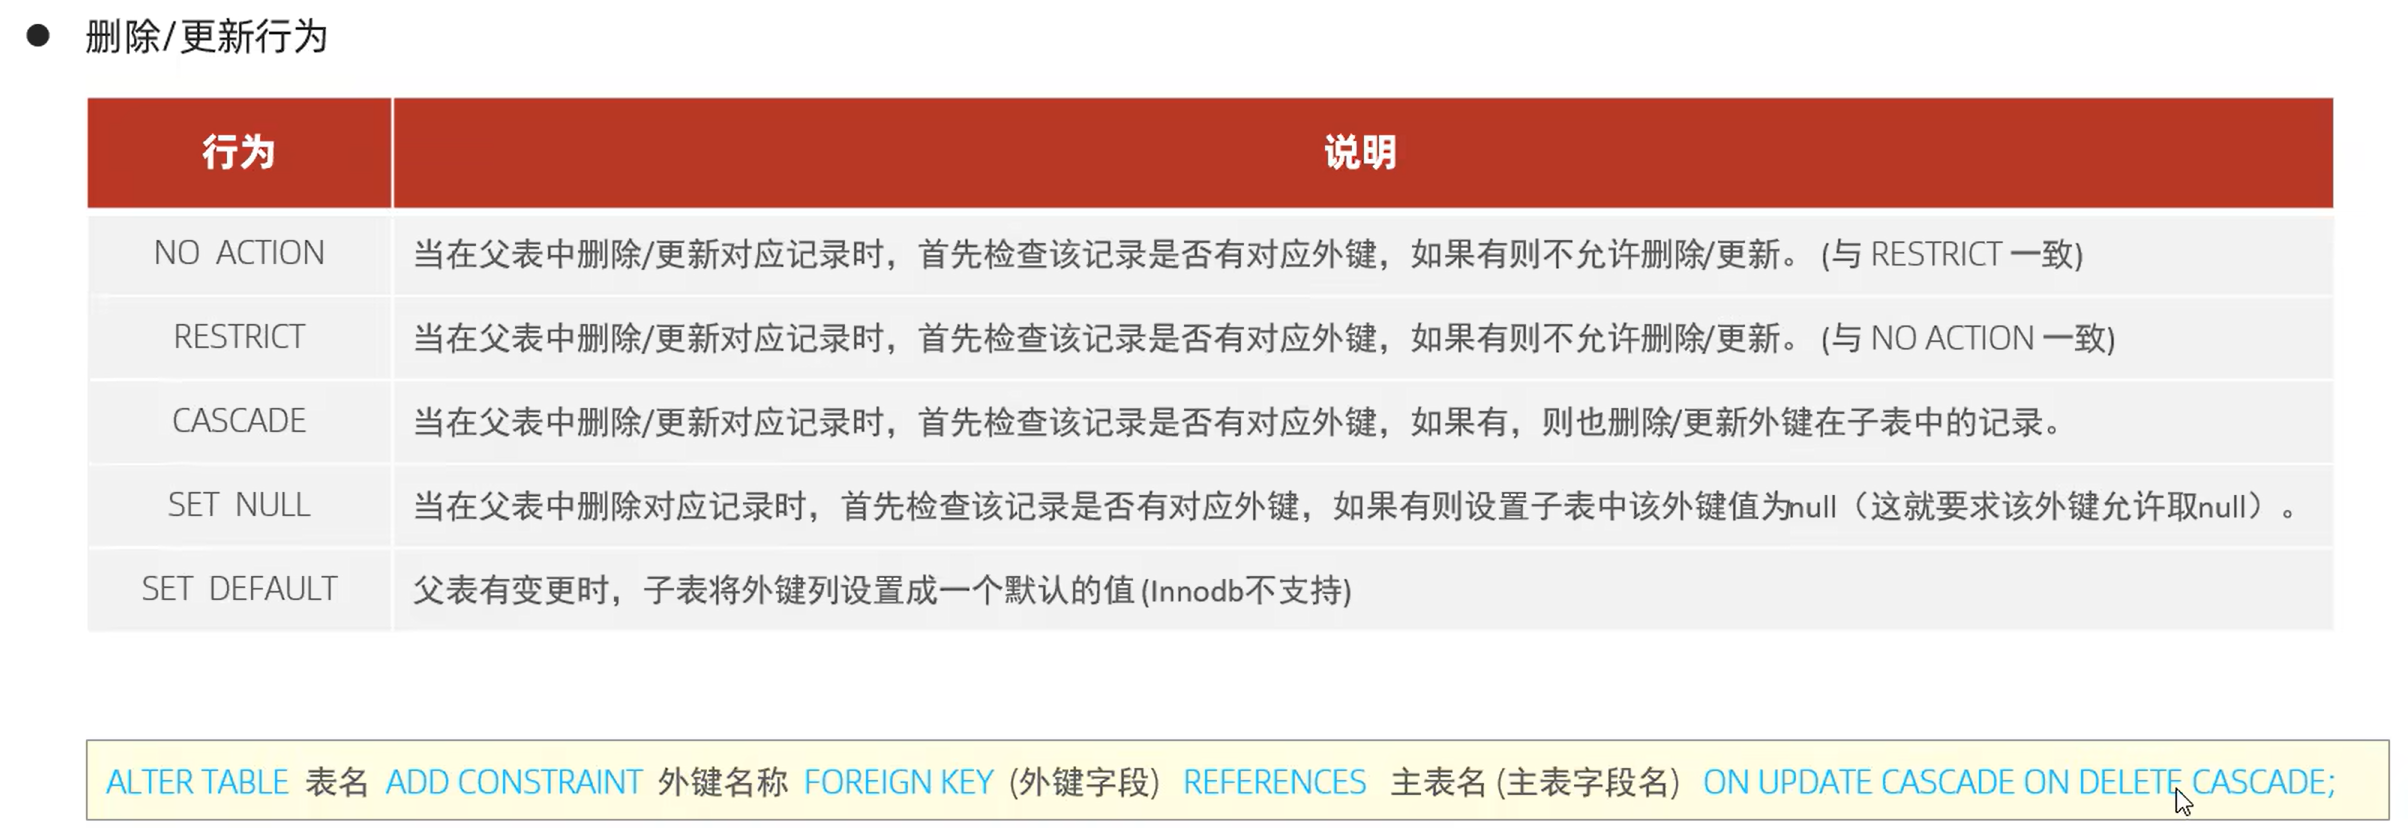 ● 删除/更新行为
行为 说明
NO ACTION 当在父表中删除/更新对应记录时，首先检查该记录是否有对应外键，如果有则不允许删除/更新。 (与 RESTRICT 一致)
RESTRICT 当在父表中删除/更新对应记录时，首先检查该记录是否有对应外键，如果有则不允许删除/更新。 (与 NO ACTION 一致)
CASCADE 当在父表中删除/更新对应记录时，首先检查该记录是否有对应外键，如果有，则也删除/更新外键在子表中的记录。
SET NULL 当在父表中删除对应记录时，首先检查该记录是否有对应外键，如果有则设置子表中该外键值为null（这就要求该外键允许取null）。
SET DEFAULT 父表有变更时，子表将外键列设置成一个默认的值 (Innodb不支持)
ALTER TABLE 表名 ADD CONSTRAINT 外键名称 FOREIGN KEY (外键字段) REFERENCES 主表名 (主表字段名) ON UPDATE CASCADE ON DELETE CASCADE;